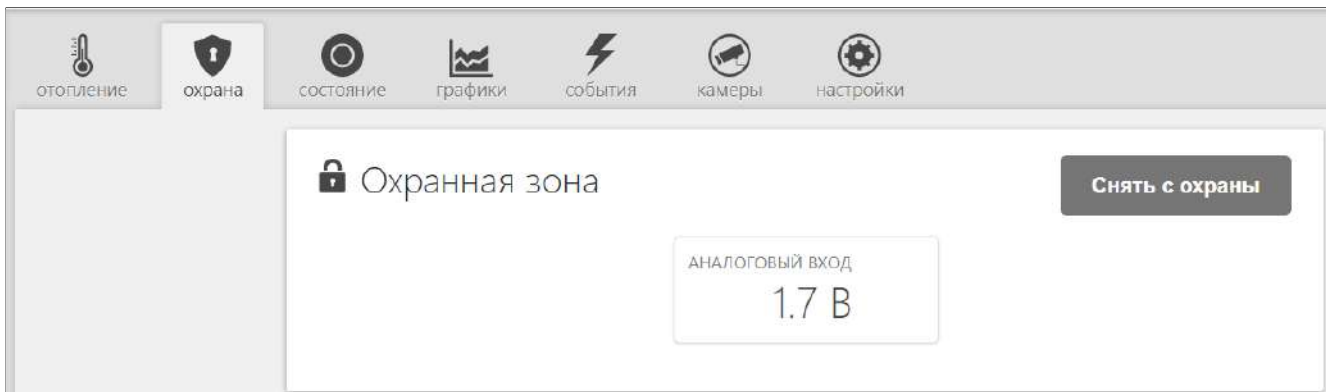 отопление охрана состояние графики события камеры настройки
Охранная зона
Снять с охраны
АНАЛОГОВЫЙ ВХОД
1.7 В